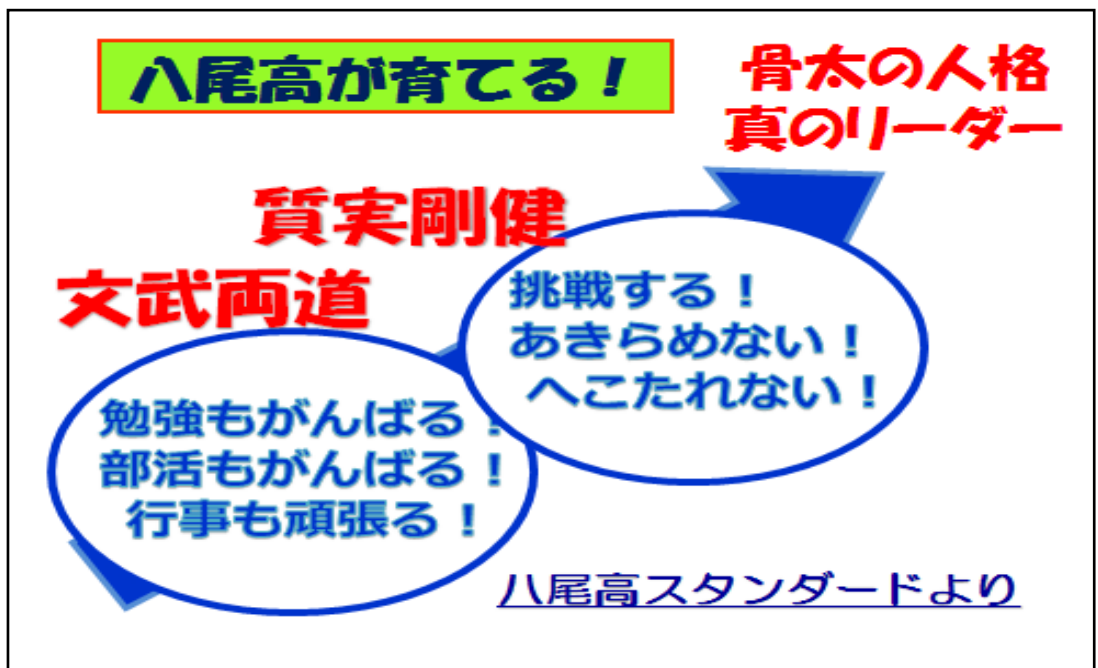 八尾高が育てる！
骨太の人格
真のリーダー
質実剛健
文武両道
挑戦する！
あきらめない！
へこたれない！
勉強もがんばる！
部活もがんばる！
行事も頑張る！
八尾高スタンダードより